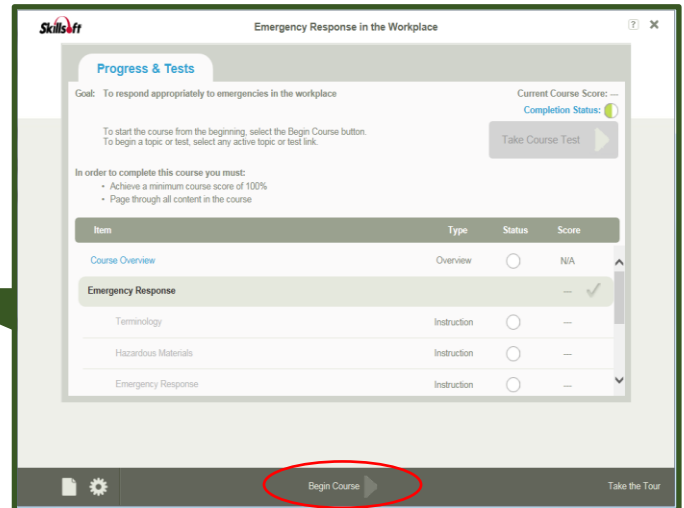 Skillsoft
Emergency Response in the Workplace
?
Progress & Tests
Goal: To respond appropriately to emergencies in the workplace
Current Course Score: —
Completion Status:
To start the course from the beginning, select the Begin Course button.
To begin a topic or test, select any active topic or test link.
Take Course Test
In order to complete this course you must:
• Achieve a minimum course score of 100%
• Page through all content in the course
Item Type Status Score
Course Overview Overview N/A
Emergency Response —
Terminology Instruction —
Hazardous Materials Instruction —
Emergency Response Instruction —
Begin Course
Take the Tour